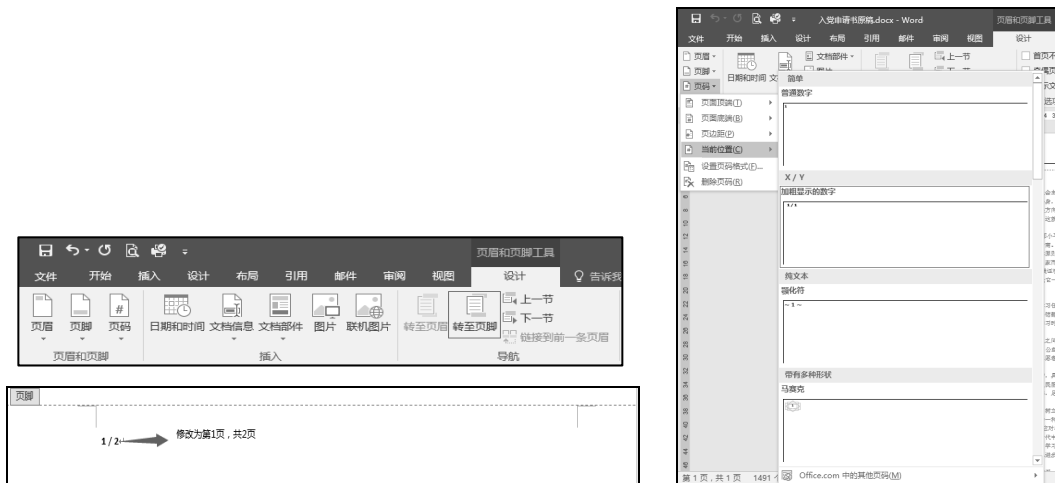 页眉和页脚工具
文件 开始 插入 设计 布局 引用 邮件 审阅 视图 设计 告诉我
页眉 页脚 页码 日期和时间 文档信息 文档部件 图片 联机图片 转至页眉 转至页脚
上一节
下一节
链接到前一条页眉
页眉和页脚 插入 导航
页脚
1 / 2 修改为第1页，共2页
入党申请书原稿.docx - Word 页眉和页脚工具
文件 开始 插入 设计 布局 引用 邮件 审阅 视图 设计
页眉
页脚
页码
日期和时间
文档部件
上一节
首页不
页面顶端(T)
页面底端(B)
页边距(P)
当前位置(C)
设置页码格式(F)...
删除页码(R)
简单
普通数字
1
X / Y
加粗显示的数字
1/1
纯文本
颚化符
~ 1 ~
带有多种形状
马赛克
Office.com 中的其他页码(M)
第 1 页，共 1 页 1491